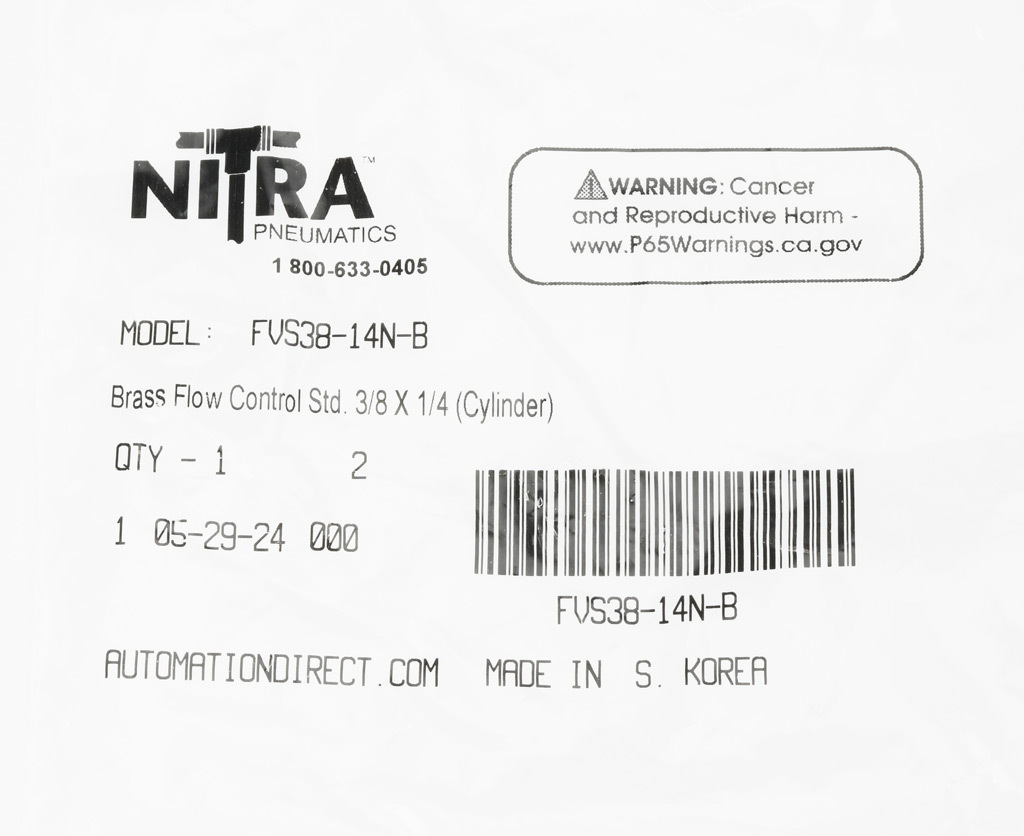 NITRA™
PNEUMATICS
1 800-633-0405
⚠WARNING: Cancer
and Reproductive Harm -
www.P65Warnings.ca.gov
MODEL: FVS38-14N-B
Brass Flow Control Std. 3/8 X 1/4 (Cylinder)
QTY - 1 2
1 05-29-24 000
FVS38-14N-B
AUTOMATIONDIRECT.COM MADE IN S. KOREA